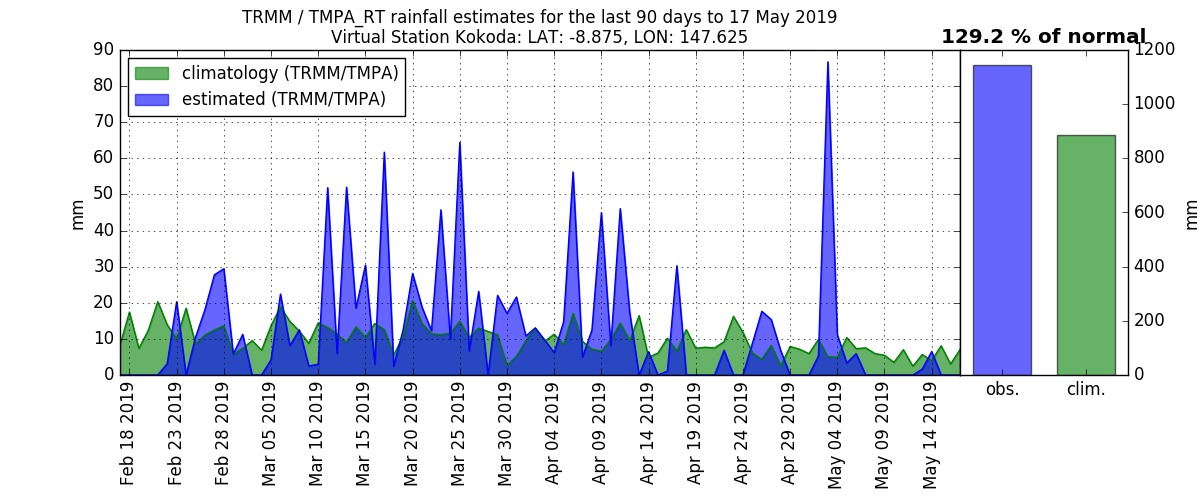 TRMM / TMPA_RT rainfall estimates for the last 90 days to 17 May 2019
Virtual Station Kokoda: LAT: -8.875, LON: 147.625
129.2 % of normal
climatology (TRMM/TMPA)
estimated (TRMM/TMPA)
mm
90
80
70
60
50
40
30
20
10
0
Feb 18 2019
Feb 23 2019
Feb 28 2019
Mar 05 2019
Mar 10 2019
Mar 15 2019
Mar 20 2019
Mar 25 2019
Mar 30 2019
Apr 04 2019
Apr 09 2019
Apr 14 2019
Apr 19 2019
Apr 24 2019
Apr 29 2019
May 04 2019
May 09 2019
May 14 2019
obs.
clim.
1200
1000
800
600
400
200
0
mm